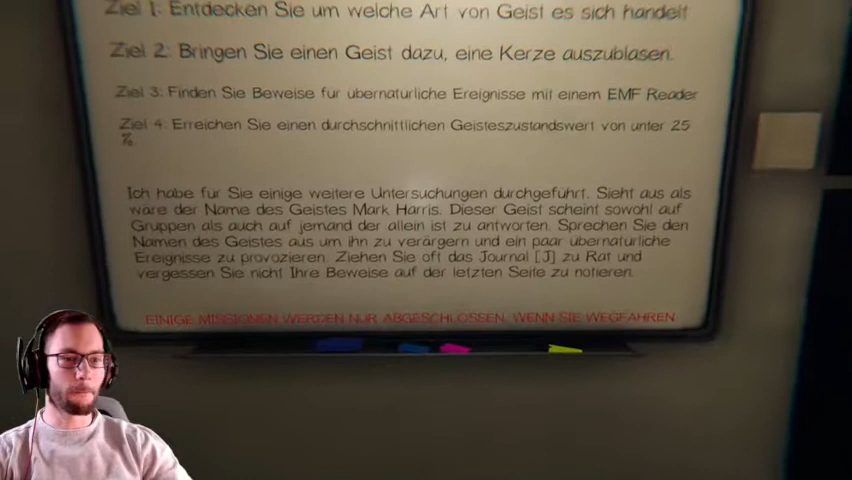 Ziel 1: Entdecken Sie um welche Art von Geist es sich handelt
Ziel 2: Bringen Sie einen Geist dazu, eine Kerze auszublasen.
Ziel 3: Finden Sie Beweise für übernatürliche Ereignisse mit einem EMF Reader
Ziel 4: Erreichen Sie einen durchschnittlichen Geisteszustandswert von unter 25
%.
Ich habe für Sie einige weitere Untersuchungen durchgeführt. Sieht aus als
wäre der Name des Geistes Mark Harris. Dieser Geist scheint sowohl auf
Gruppen als auch auf jemand der allein ist zu antworten. Sprechen Sie den
Namen des Geistes aus um ihn zu verärgern und ein paar übernatürliche
Ereignisse zu provozieren. Ziehen Sie oft das Journal [J] zu Rat und
vergessen Sie nicht Ihre Beweise auf der letzten Seite zu notieren.
EINIGE MISSIONEN WERDEN NUR ABGESCHLOSSEN, WENN SIE WEGFAHREN